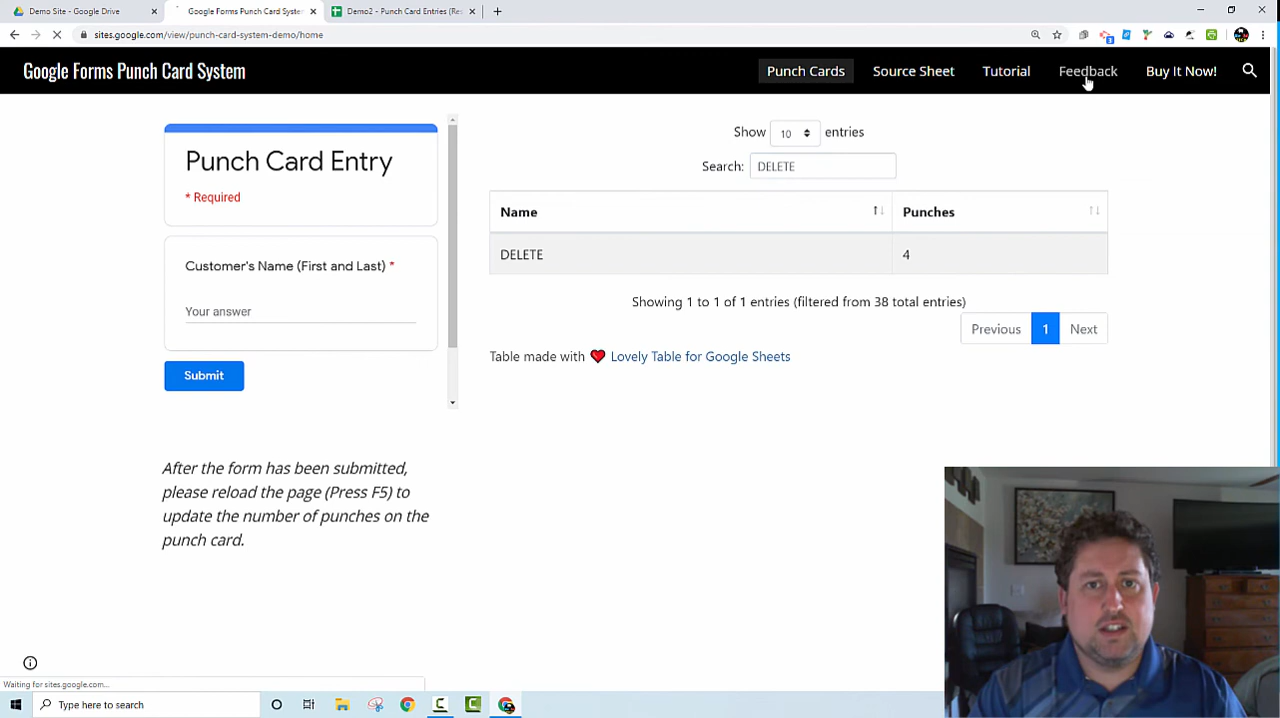 Demo Site - Google Drive
Google Forms Punch Card Syste
Demo2 - Punch Card Entries (Re
sites.google.com/view/punch-card-system-demo/home
3
Google Forms Punch Card System
Punch Cards
Source Sheet
Tutorial
Feedback
Buy It Now!
Punch Card Entry
* Required
Customer's Name (First and Last) *
Your answer
Submit
After the form has been submitted,
please reload the page (Press F5) to
update the number of punches on the
punch card.
Show 10 entries
Search: DELETE
Name Punches
DELETE 4
Showing 1 to 1 of 1 entries (filtered from 38 total entries)
Previous 1 Next
Table made with ❤ Lovely Table for Google Sheets
Waiting for sites.google.com...
Type here to search